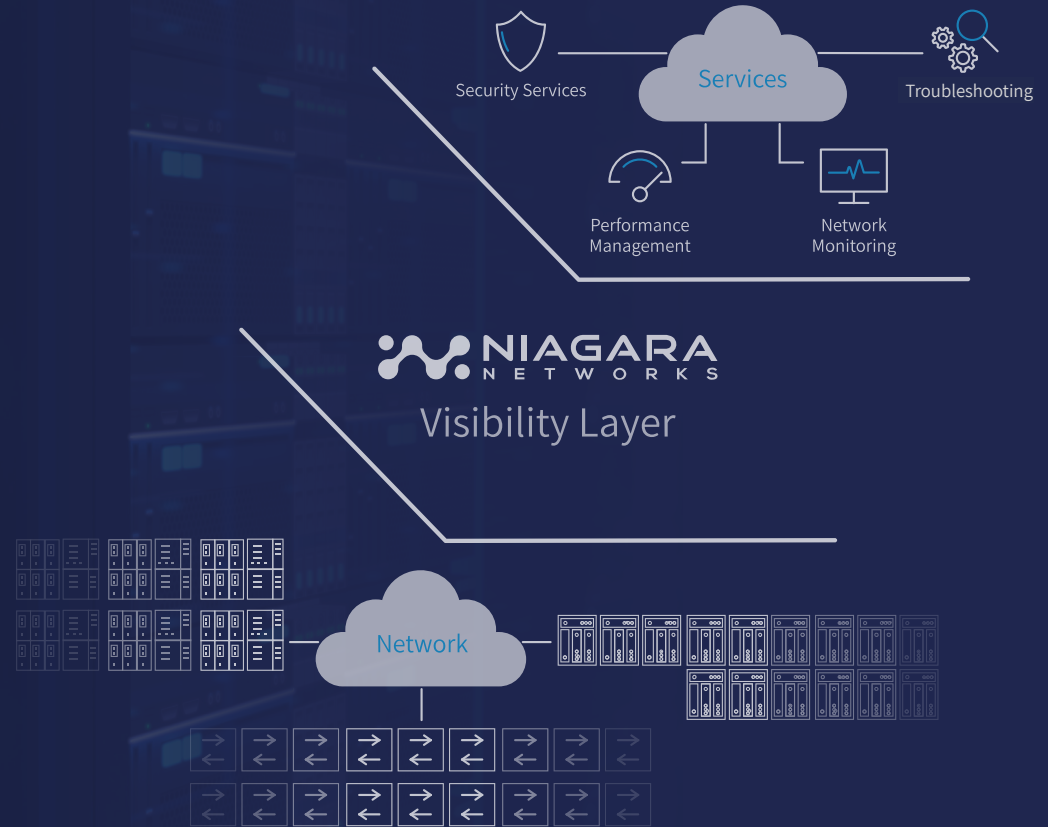 Services
Security Services
Troubleshooting
Performance
Management
Network
Monitoring
NIAGARA
NETWORKS
Visibility Layer
Network